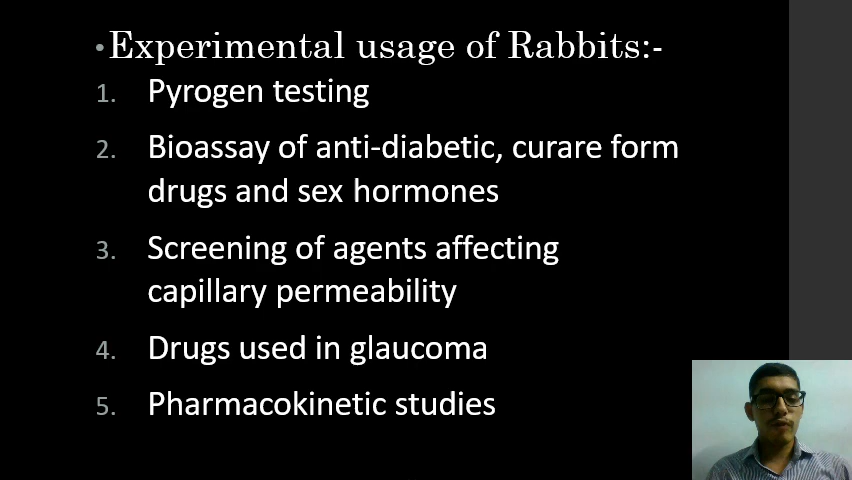 •Experimental usage of Rabbits:-
1. Pyrogen testing
2. Bioassay of anti-diabetic, curare form
drugs and sex hormones
3. Screening of agents affecting
capillary permeability
4. Drugs used in glaucoma
5. Pharmacokinetic studies